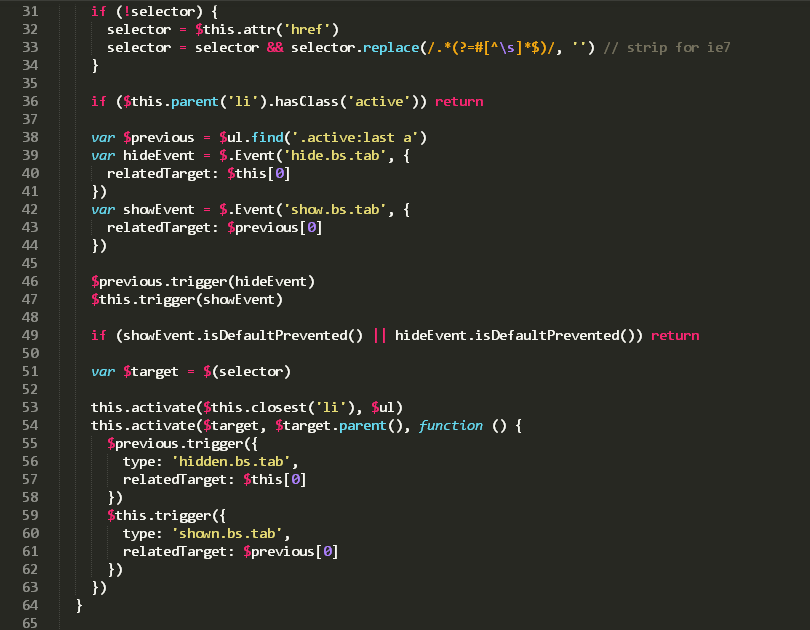 31 if (!selector) {
32 selector = $this.attr('href')
33 selector = selector && selector.replace(/.*(?=#[^\s]*$)/, '') // strip for ie7
34 }
35
36 if ($this.parent('li').hasClass('active')) return
37
38 var $previous = $ul.find('.active:last a')
39 var hideEvent = $.Event('hide.bs.tab', {
40 relatedTarget: $this[0]
41 })
42 var showEvent = $.Event('show.bs.tab', {
43 relatedTarget: $previous[0]
44 })
45
46 $previous.trigger(hideEvent)
47 $this.trigger(showEvent)
48
49 if (showEvent.isDefaultPrevented() || hideEvent.isDefaultPrevented()) return
50
51 var $target = $(selector)
52
53 this.activate($this.closest('li'), $ul)
54 this.activate($target, $target.parent(), function () {
55 $previous.trigger({
56 type: 'hidden.bs.tab',
57 relatedTarget: $this[0]
58 })
59 $this.trigger({
60 type: 'shown.bs.tab',
61 relatedTarget: $previous[0]
62 })
63 })
64 }
65